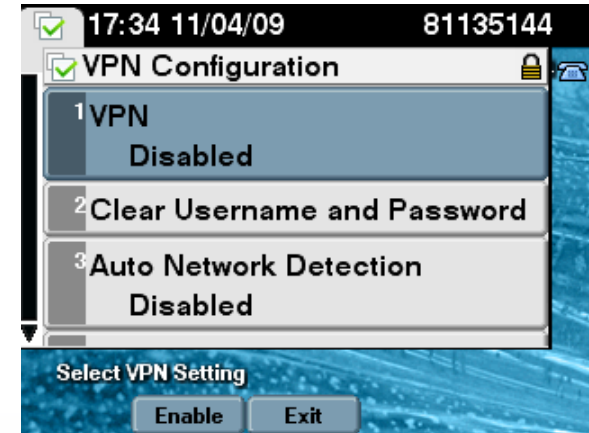 17:34 11/04/09 81135144
VPN Configuration
1 VPN
Disabled
2 Clear Username and Password
3 Auto Network Detection
Disabled
Select VPN Setting
Enable Exit